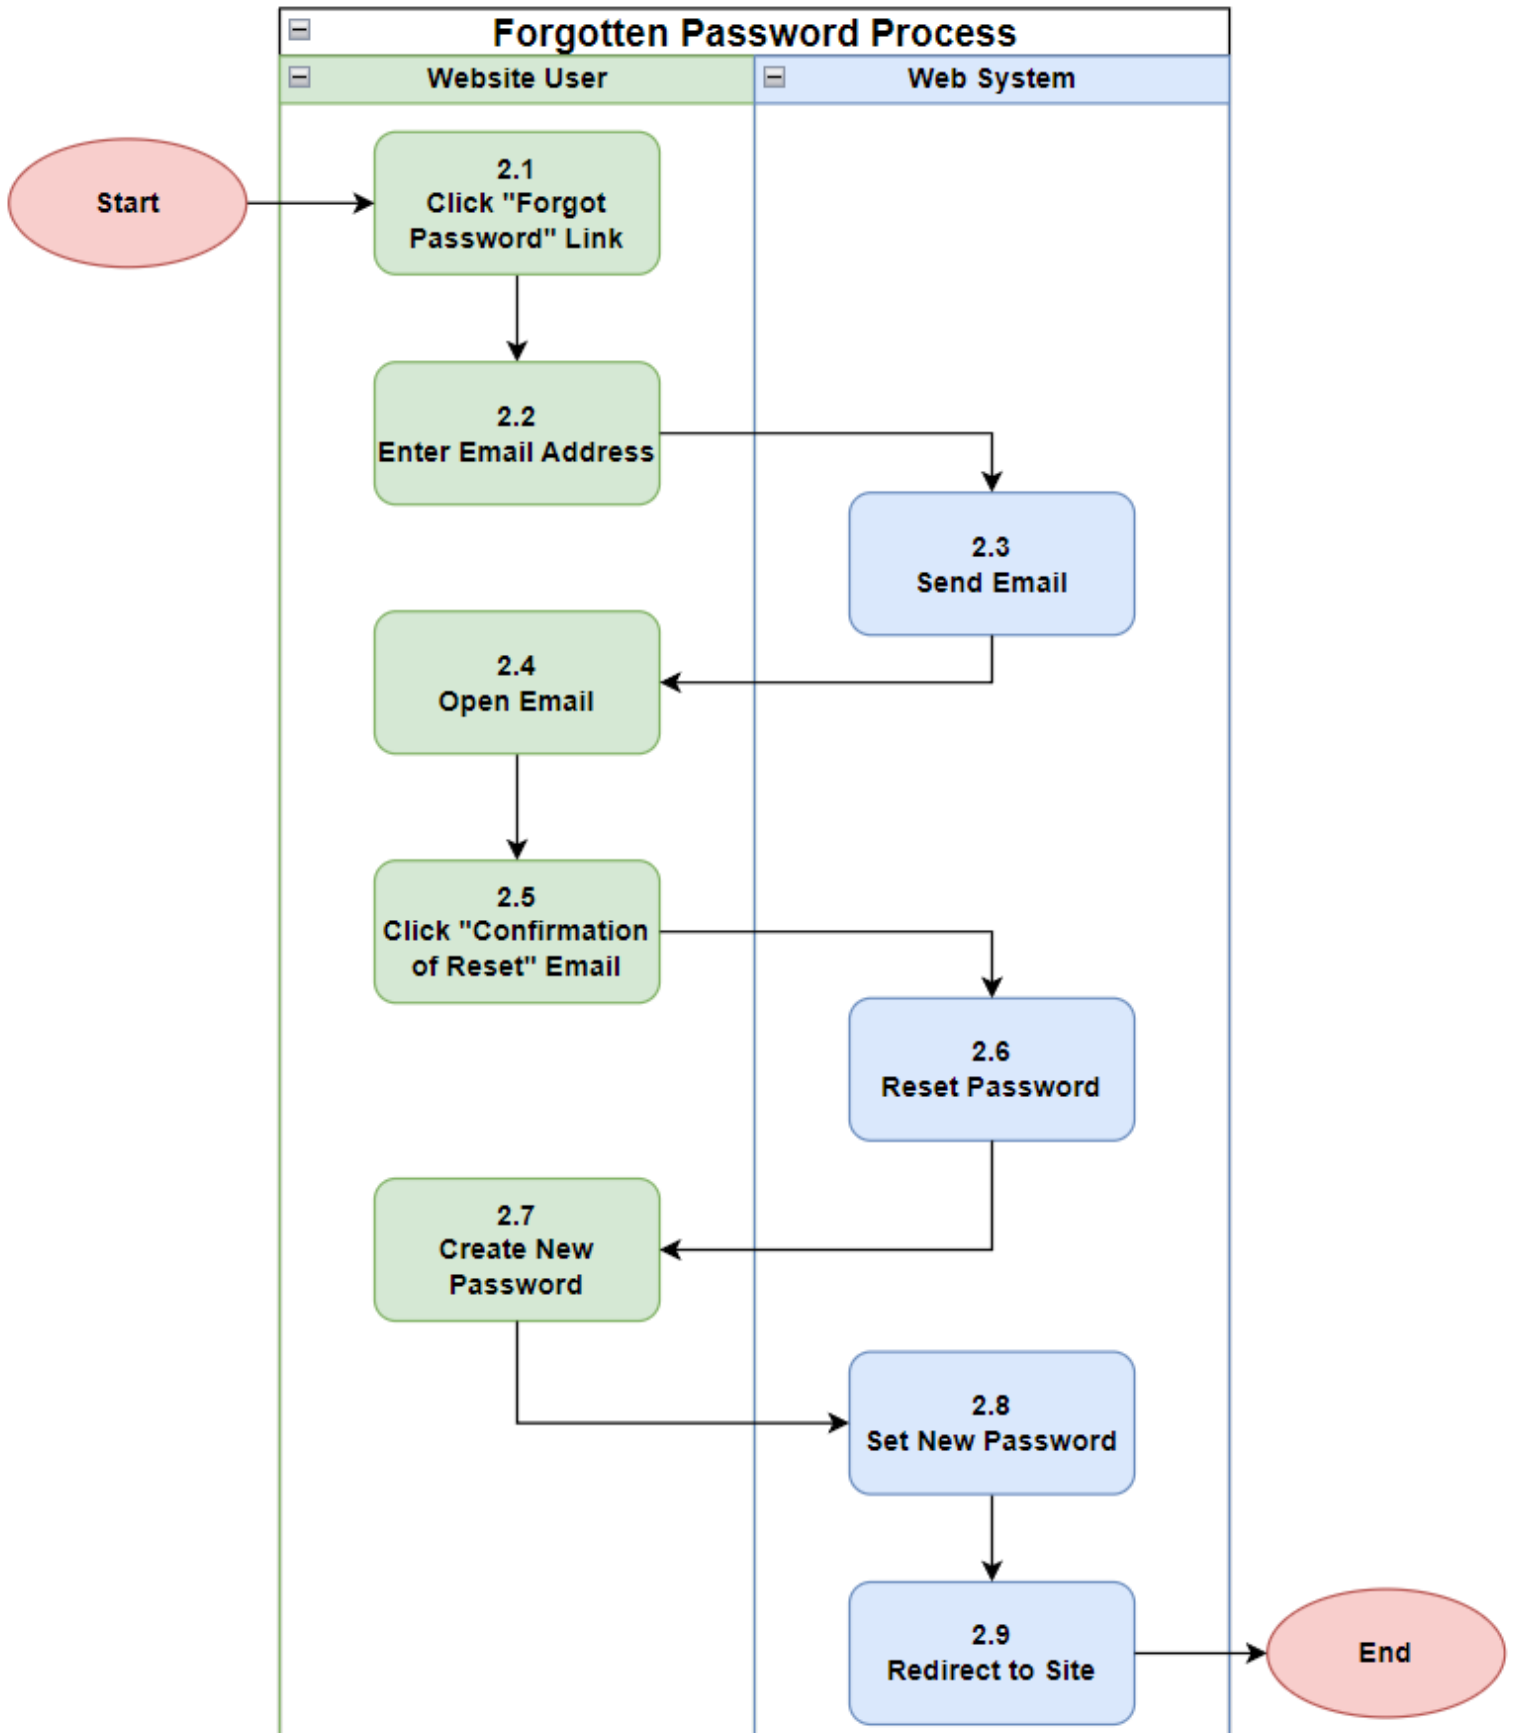 Forgotten Password Process
Website User
Web System
Start
2.1
Click "Forgot
Password" Link
2.2
Enter Email Address
2.3
Send Email
2.4
Open Email
2.5
Click "Confirmation
of Reset" Email
2.6
Reset Password
2.7
Create New
Password
2.8
Set New Password
2.9
Redirect to Site
End